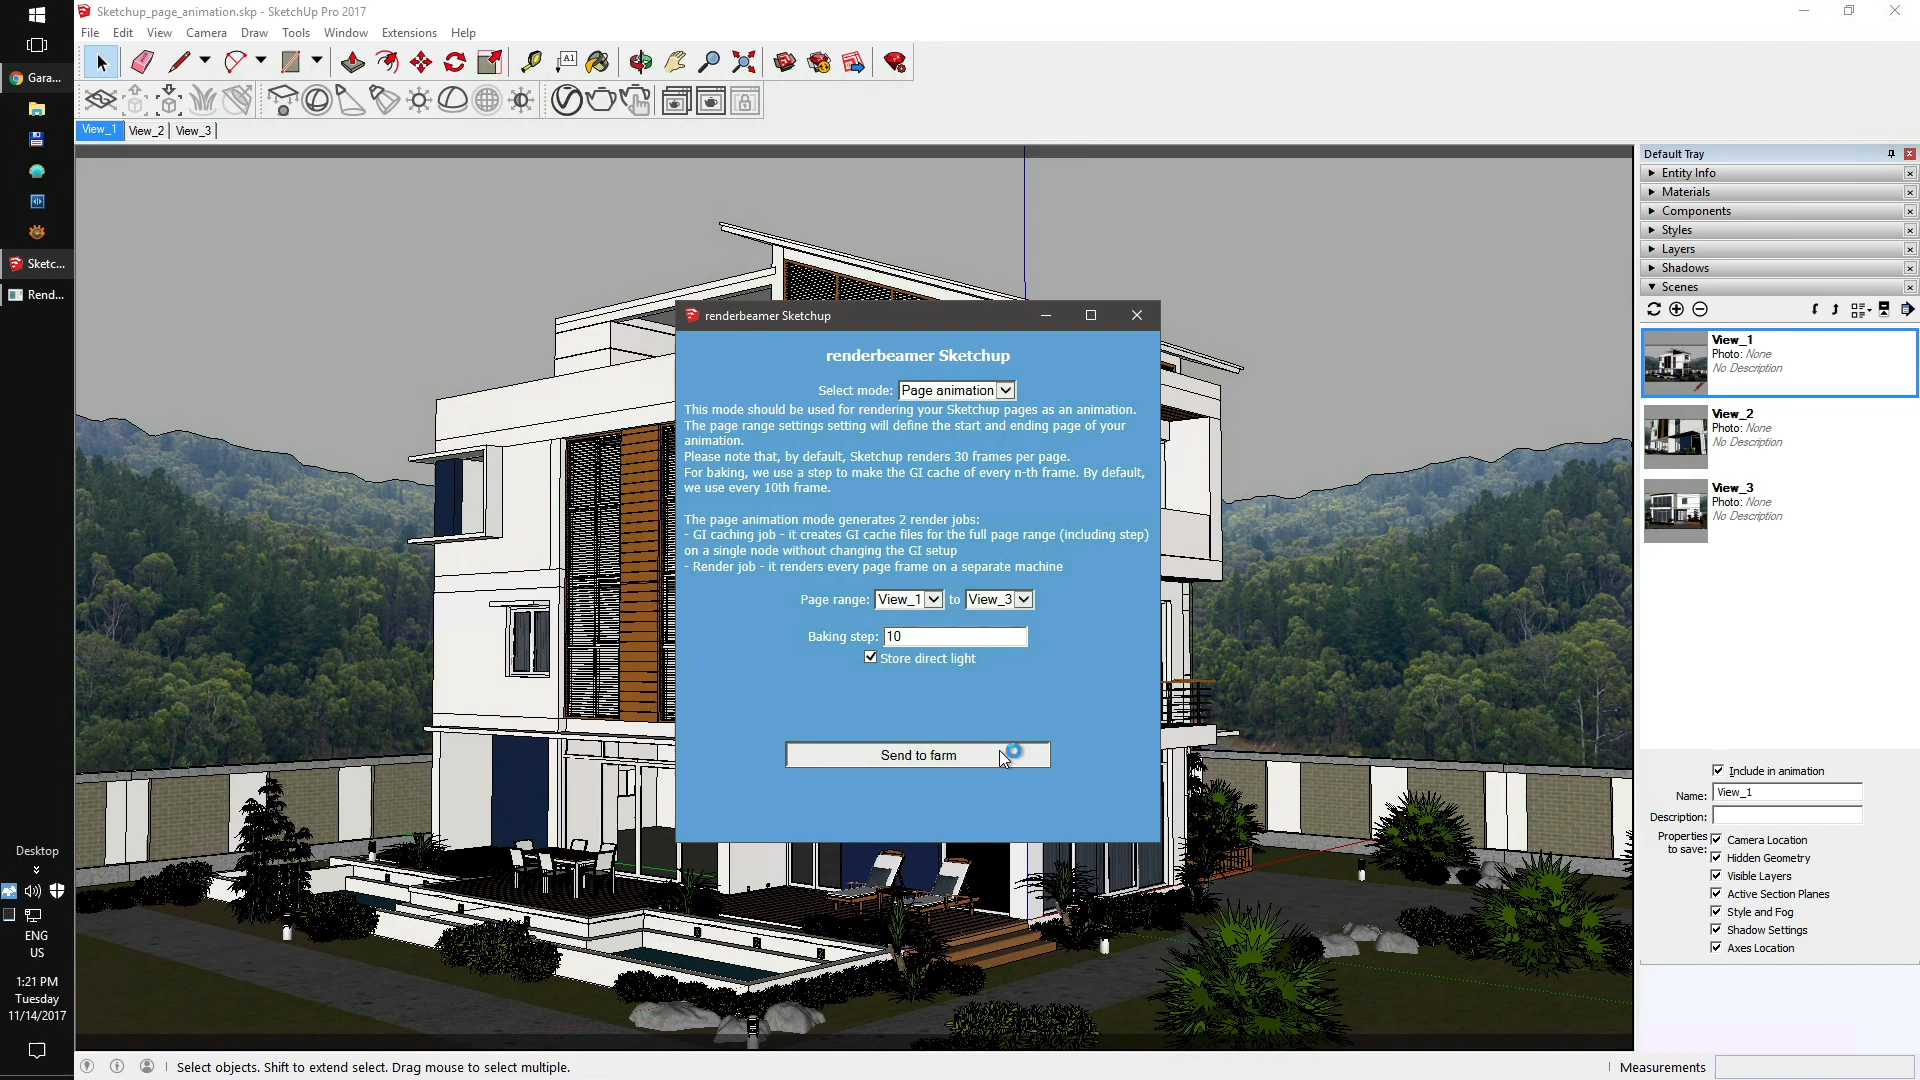 Sketchup_page_animation.skp - SketchUp Pro 2017
File Edit View Camera Draw Tools Window Extensions Help
Gara...
A1
View_1 View_2 View_3
Default Tray
Entity Info
Materials
Components
Styles
Layers
Shadows
Scenes
Sketc...
Rend...
renderbeamer Sketchup
renderbeamer Sketchup
Select mode: Page animation
This mode should be used for rendering your Sketchup pages as an animation.
The page range settings setting will define the start and ending page of your
animation.
Please note that, by default, Sketchup renders 30 frames per page.
For baking, we use a step to make the GI cache of every n-th frame. By default,
we use every 10th frame.
The page animation mode generates 2 render jobs:
- GI caching job - it creates GI cache files for the full page range (including step)
on a single node without changing the GI setup
- Render job - it renders every page frame on a separate machine
Page range: View_1 to View_3
Baking step: 10
Store direct light
Send to farm
View_1
Photo: None
No Description
View_2
Photo: None
No Description
View_3
Photo: None
No Description
Include in animation
Name: View_1
Description:
Properties
to save:
Camera Location
Hidden Geometry
Visible Layers
Active Section Planes
Style and Fog
Shadow Settings
Axes Location
Desktop
ENG
US
1:21 PM
Tuesday
11/14/2017
Select objects. Shift to extend select. Drag mouse to select multiple.
Measurements